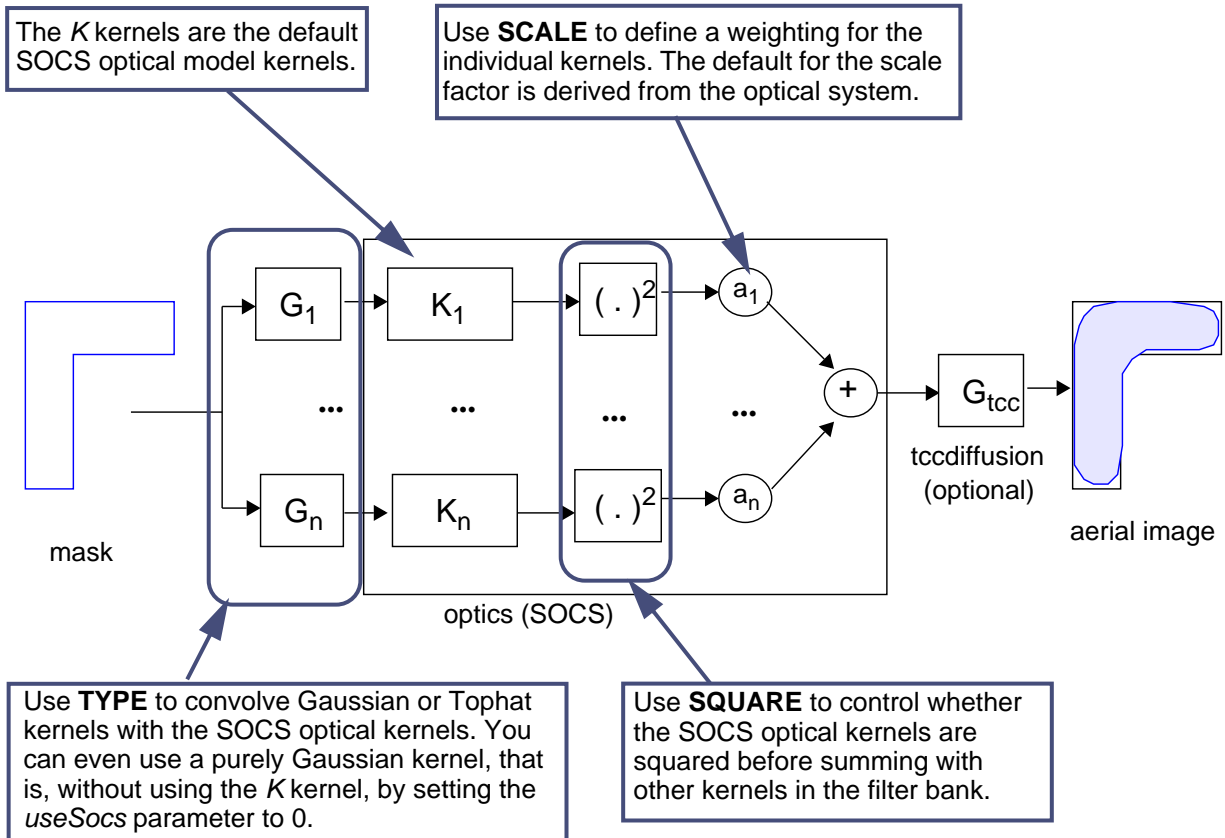 The K kernels are the default
SOCS optical model kernels.
Use SCALE to define a weighting for the
individual kernels. The default for the scale
factor is derived from the optical system.
G1
K1
( . )2
a1
...
...
...
...
+
Gtcc
tccdiffusion
(optional)
Gn
Kn
( . )2
an
mask
aerial image
optics (SOCS)
Use TYPE to convolve Gaussian or Tophat
kernels with the SOCS optical kernels. You
can even use a purely Gaussian kernel, that
is, without using the K kernel, by setting the
useSocs parameter to 0.
Use SQUARE to control whether
the SOCS optical kernels are
squared before summing with
other kernels in the filter bank.